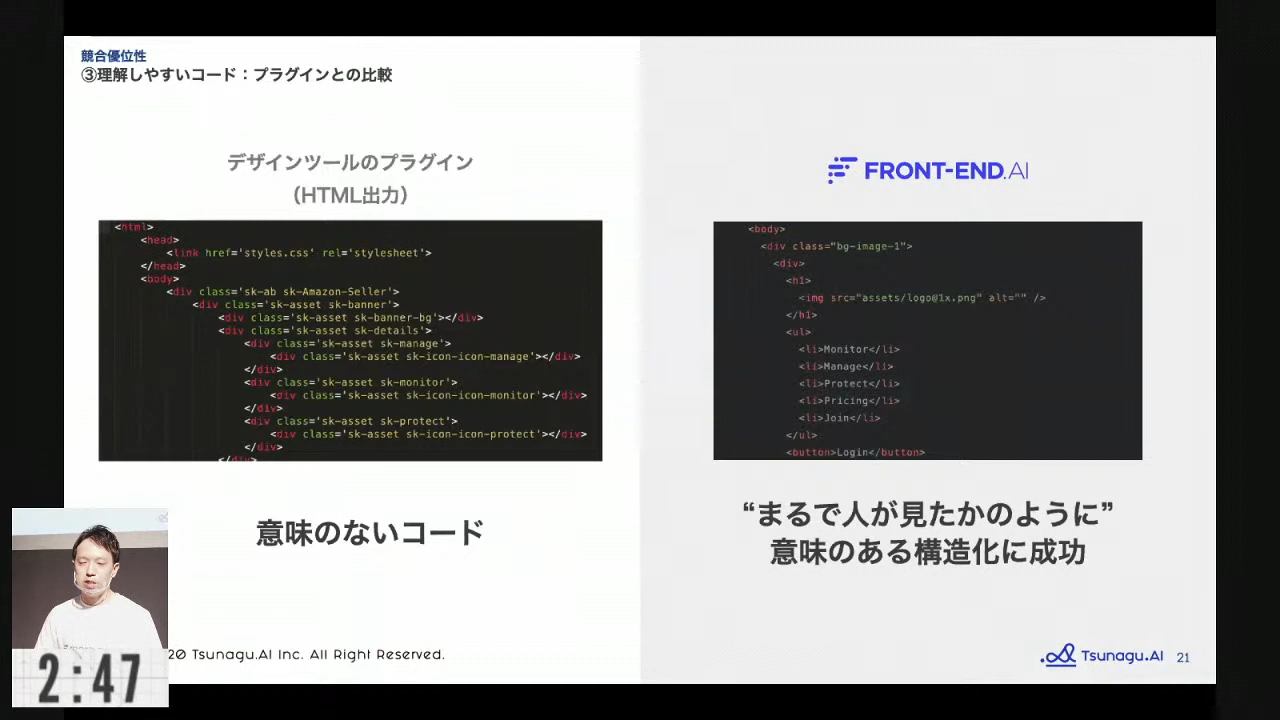 競合優位性
③理解しやすいコード：プラグインとの比較
デザインツールのプラグイン
（HTML出力）
<html>
<head>
<link href='styles.css' rel='stylesheet'>
</head>
<body>
<div class='sk-ab sk-Amazon-Seller'>
<div class='sk-asset sk-banner'>
<div class='sk-asset sk-banner-bg'></div>
<div class='sk-asset sk-details'>
<div class='sk-asset sk-manage'>
<div class='sk-asset sk-icon-icon-manage'></div>
</div>
<div class='sk-asset sk-monitor'>
<div class='sk-asset sk-icon-icon-monitor'></div>
</div>
<div class='sk-asset sk-protect'>
<div class='sk-asset sk-icon-icon-protect'></div>
</div>
</div>
意味のないコード
FRONT-END.AI
<body>
<div class="bg-image-1">
<div>
<h1>
<img src="assets/logo@1x.png" alt="" />
</h1>
<ul>
<li>Monitor</li>
<li>Manage</li>
<li>Protect</li>
<li>Pricing</li>
<li>Join</li>
</ul>
<button>Login</button>
“まるで人が見たかのように”
意味のある構造化に成功
20 Tsunagu.AI Inc. All Right Reserved.
Tsunagu.AI 21
2:47